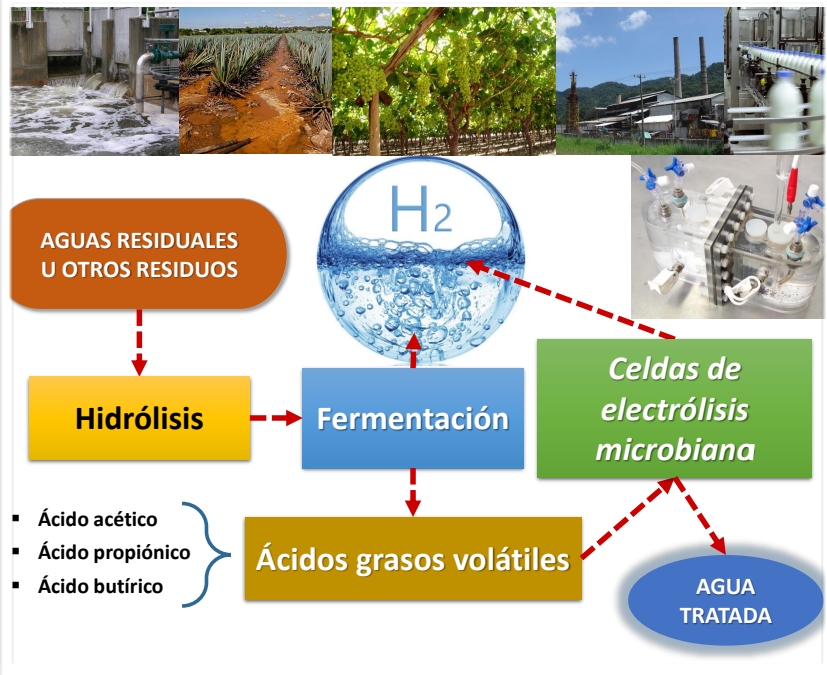 H2
AGUAS RESIDUALES
U OTROS RESIDUOS
Hidrólisis
Fermentación
Celdas de
electrólisis
microbiana
▪ Ácido acético
▪ Ácido propiónico
▪ Ácido butírico
Ácidos grasos volátiles
AGUA
TRATADA